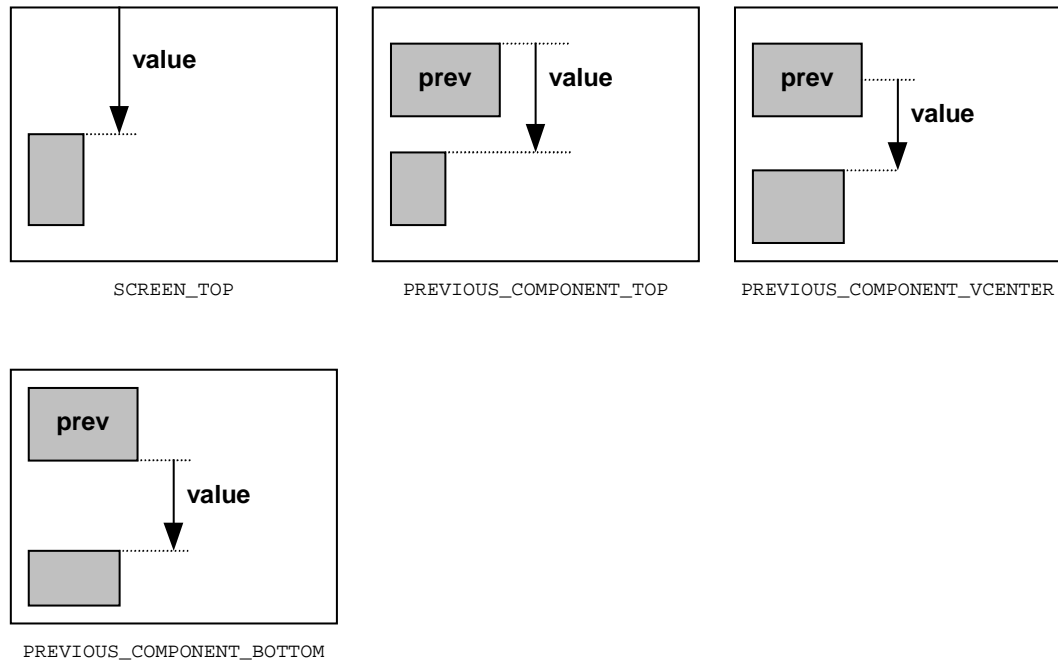 value
SCREEN_TOP
prev
value
PREVIOUS_COMPONENT_TOP
prev
value
PREVIOUS_COMPONENT_VCENTER
prev
value
PREVIOUS_COMPONENT_BOTTOM